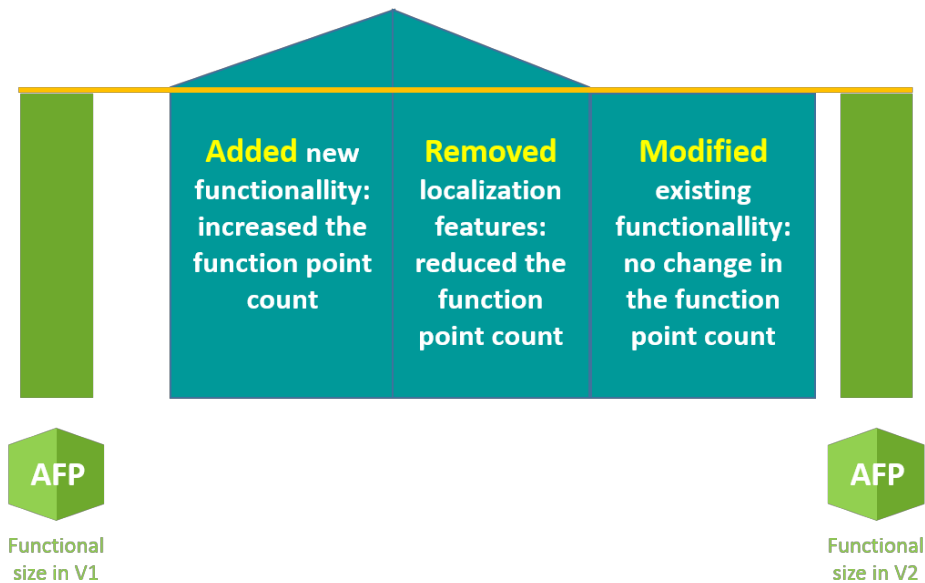 Added new
functionallity:
increased the
function point
count
Removed
localization
features:
reduced the
function
point count
Modified
existing
functionallity:
no change in
the function
point count
AFP
Functional
size in V1
AFP
Functional
size in V2